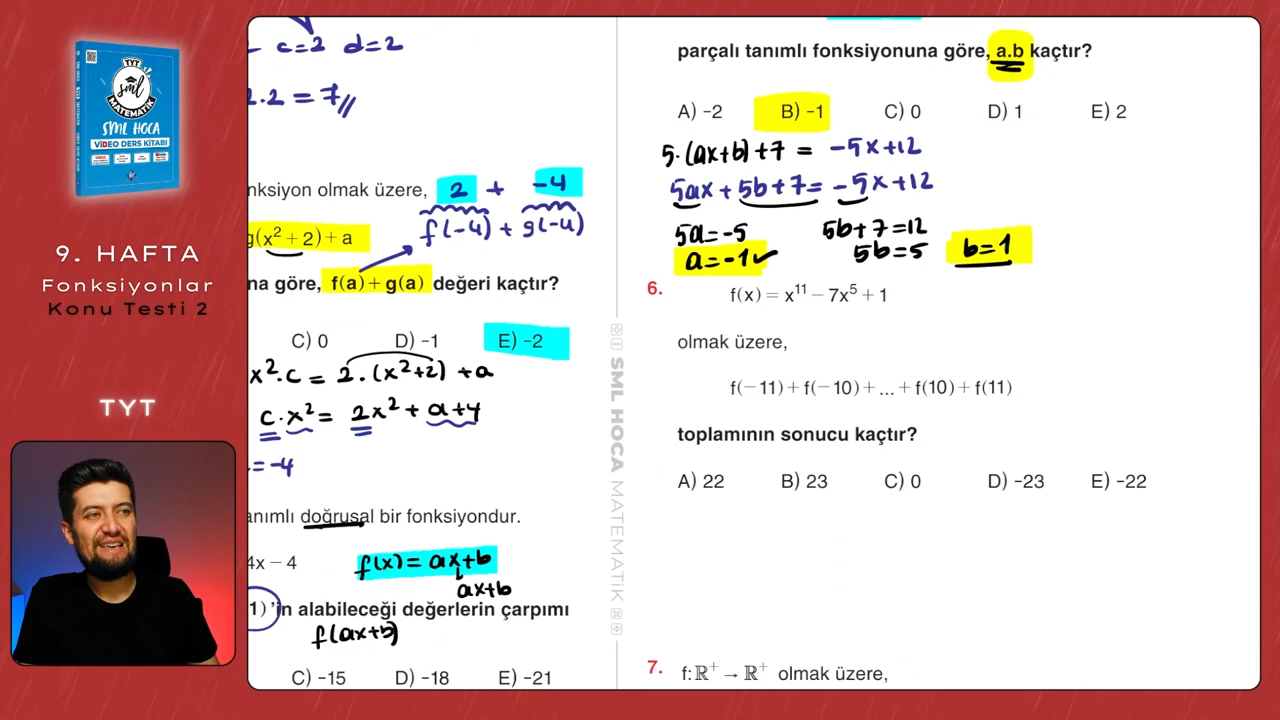 TYT
sml
MATEMATİK
SML HOCA
VİDEO DERS KİTABI
9. HAFTA
Fonksiyonlar
Konu Testi 2
TYT
c=2 d=2
2.2 = 7//
nksiyon olmak üzere,
2 + -4
f(-4) + g(-4)
g(x² + 2) + a
na göre, f(a) + g(a) değeri kaçtır?
C) 0 D) -1 E) -2
x².c = 2.(x²+2) + a
c.x² = 2x² + a+4
= -4
anımlı doğrusal bir fonksiyondur.
4x – 4
f(x) = ax+b
ax+b
1)'in alabileceği değerlerin çarpımı
f(ax+b)
C) -15 D) -18 E) -21
SML HOCA MATEMATİK
parçalı tanımlı fonksiyonuna göre, a.b kaçtır?
A) -2 B) -1 C) 0 D) 1 E) 2
5.(ax+b)+7 = -5x+12
5ax + 5b+7 = -5x+12
5a=-5 5b+7=12
a=-1 ✓ 5b=5 b=1
6. f(x) = x¹¹ – 7x⁵ + 1
olmak üzere,
f(– 11) + f(– 10) + ... + f(10) + f(11)
toplamının sonucu kaçtır?
A) 22 B) 23 C) 0 D) -23 E) -22
7. f: ℝ⁺ → ℝ⁺ olmak üzere,